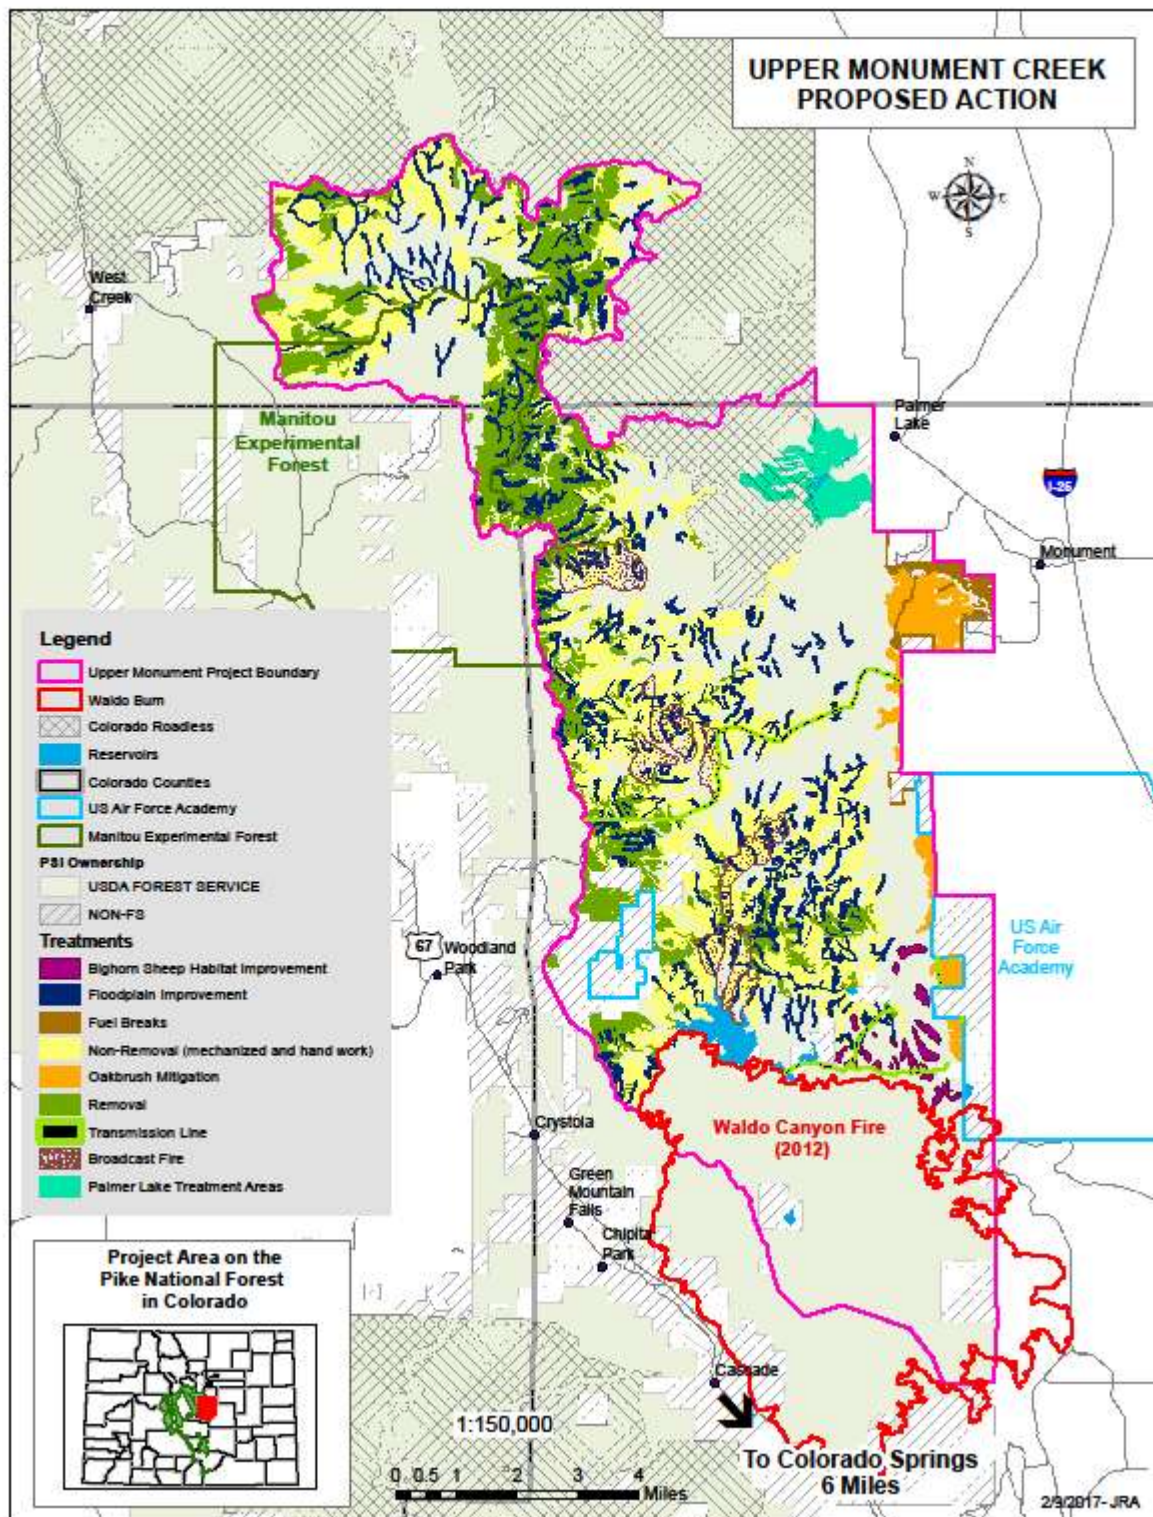 UPPER MONUMENT CREEK
PROPOSED ACTION
N
W
E
S
West
Creek
Manitou
Experimental
Forest
Palmer
Lake
I-25
Monument
Legend
Upper Monument Project Boundary
Waldo Burn
Colorado Roadless
Reservoirs
Colorado Counties
US Air Force Academy
Manitou Experimental Forest
PSI Ownership
USDA FOREST SERVICE
NON-FS
Treatments
Bighorn Sheep Habitat Improvement
Floodplain Improvement
Fuel Breaks
Non-Removal (mechanized and hand work)
Oakbrush Mitigation
Removal
Transmission Line
Broadcast Fire
Palmer Lake Treatment Areas
67
Woodland
Park
US Air
Force
Academy
Crystola
Waldo Canyon Fire
(2012)
Green
Mountain
Falls
Chipita
Park
Cascade
Project Area on the
Pike National Forest
in Colorado
1:150,000
0 0.5 1 2 3 4
Miles
To Colorado Springs
6 Miles
2/9/2017- JRA